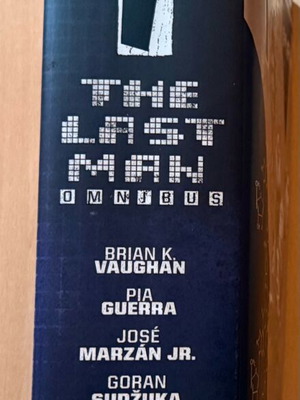 THE
LAST
MAN
OMNIBUS
BRIAN K.
VAUGHAN
PIA
GUERRA
JOSÉ
MARZÁN JR.
GORAN
SUDŽUKA